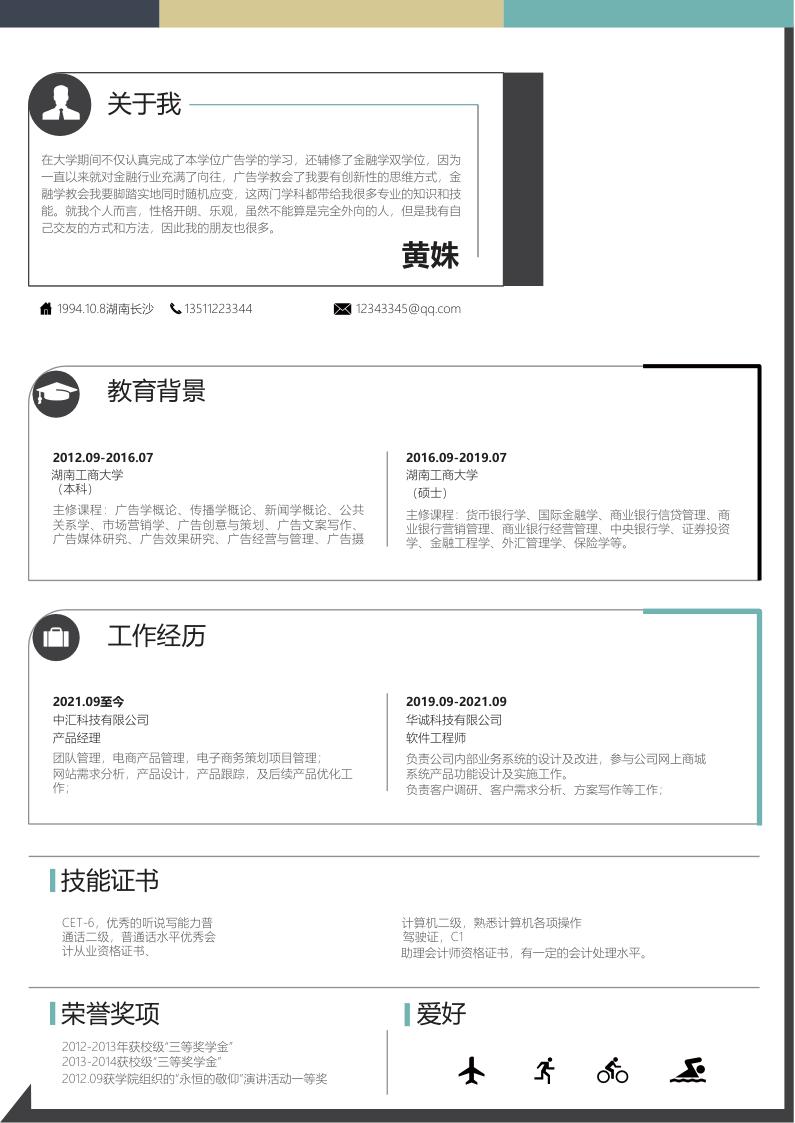 关于我
在大学期间不仅认真完成了本学位广告学的学习，还辅修了金融学双学位，因为
一直以来就对金融行业充满了向往，广告学教会了我要有创新性的思维方式，金
融学教会我要脚踏实地同时随机应变，这两门学科都带给我很多专业的知识和技
能。就我个人而言，性格开朗、乐观，虽然不能算是完全外向的人，但是我有自
己交友的方式和方法，因此我的朋友也很多。
黄姝
1994.10.8湖南长沙 13511223344 12343345@qq.com
教育背景
2012.09-2016.07
湖南工商大学
（本科）
主修课程：广告学概论、传播学概论、新闻学概论、公共
关系学、市场营销学、广告创意与策划、广告文案写作、
广告媒体研究、广告效果研究、广告经营与管理、广告摄
2016.09-2019.07
湖南工商大学
（硕士）
主修课程：货币银行学、国际金融学、商业银行信贷管理、商
业银行营销管理、商业银行经营管理、中央银行学、证券投资
学、金融工程学、外汇管理学、保险学等。
工作经历
2021.09至今
中汇科技有限公司
产品经理
团队管理，电商产品管理，电子商务策划项目管理；
网站需求分析，产品设计，产品跟踪，及后续产品优化工
作；
2019.09-2021.09
华诚科技有限公司
软件工程师
负责公司内部业务系统的设计及改进，参与公司网上商城
系统产品功能设计及实施工作。
负责客户调研、客户需求分析、方案写作等工作；
技能证书
CET-6，优秀的听说写能力普
通话二级，普通话水平优秀会
计从业资格证书、
计算机二级，熟悉计算机各项操作
驾驶证，C1
助理会计师资格证书，有一定的会计处理水平。
荣誉奖项
2012-2013年获校级“三等奖学金”
2013-2014获校级“三等奖学金”
2012.09获学院组织的“永恒的敬仰”演讲活动一等奖
爱好